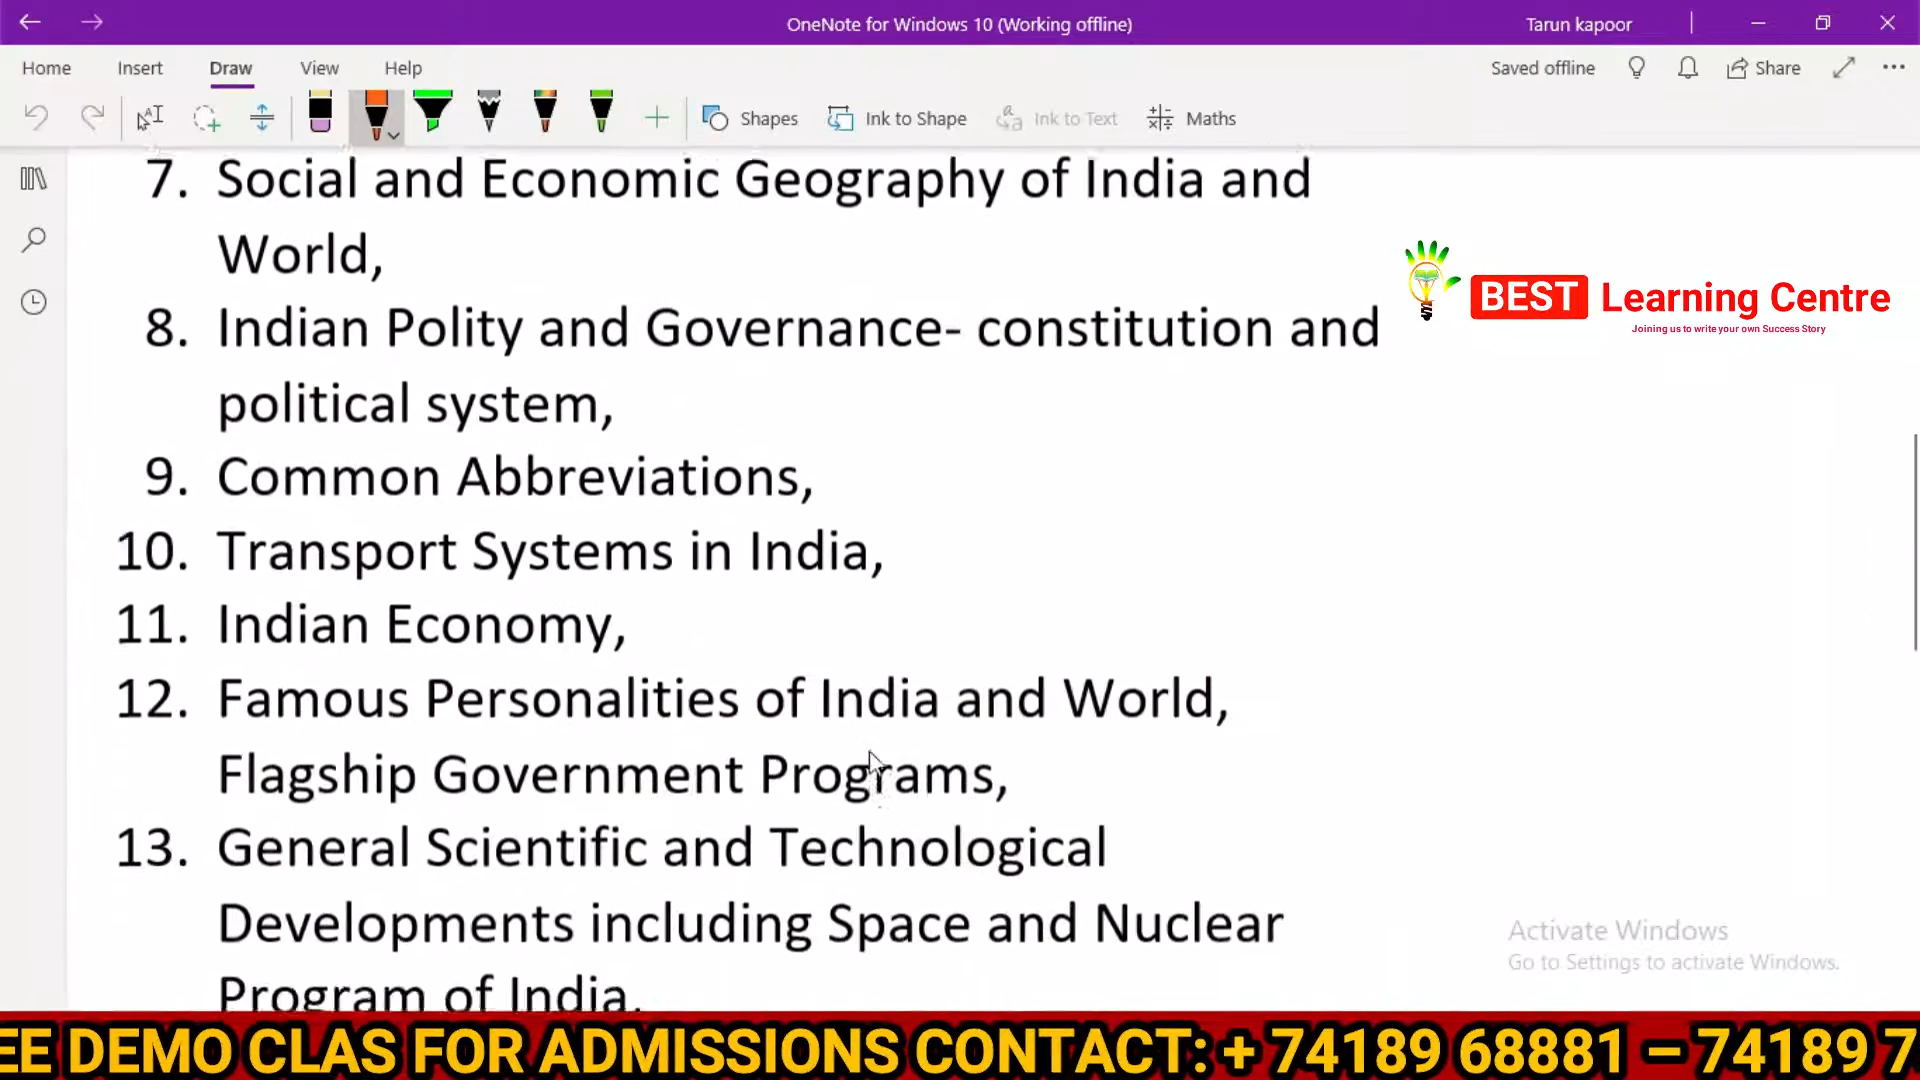 OneNote for Windows 10 (Working offline)
Tarun kapoor
Home Insert Draw View Help
Saved offline
Share
Shapes
Ink to Shape
Ink to Text
Maths
7. Social and Economic Geography of India and
World,
8. Indian Polity and Governance- constitution and
political system,
9. Common Abbreviations,
10. Transport Systems in India,
11. Indian Economy,
12. Famous Personalities of India and World,
Flagship Government Programs,
13. General Scientific and Technological
Developments including Space and Nuclear
Program of India,
BEST Learning Centre
Joining us to write your own Success Story
Activate Windows
Go to Settings to activate Windows.
EE DEMO CLAS FOR ADMISSIONS CONTACT: + 74189 68881 – 74189 7